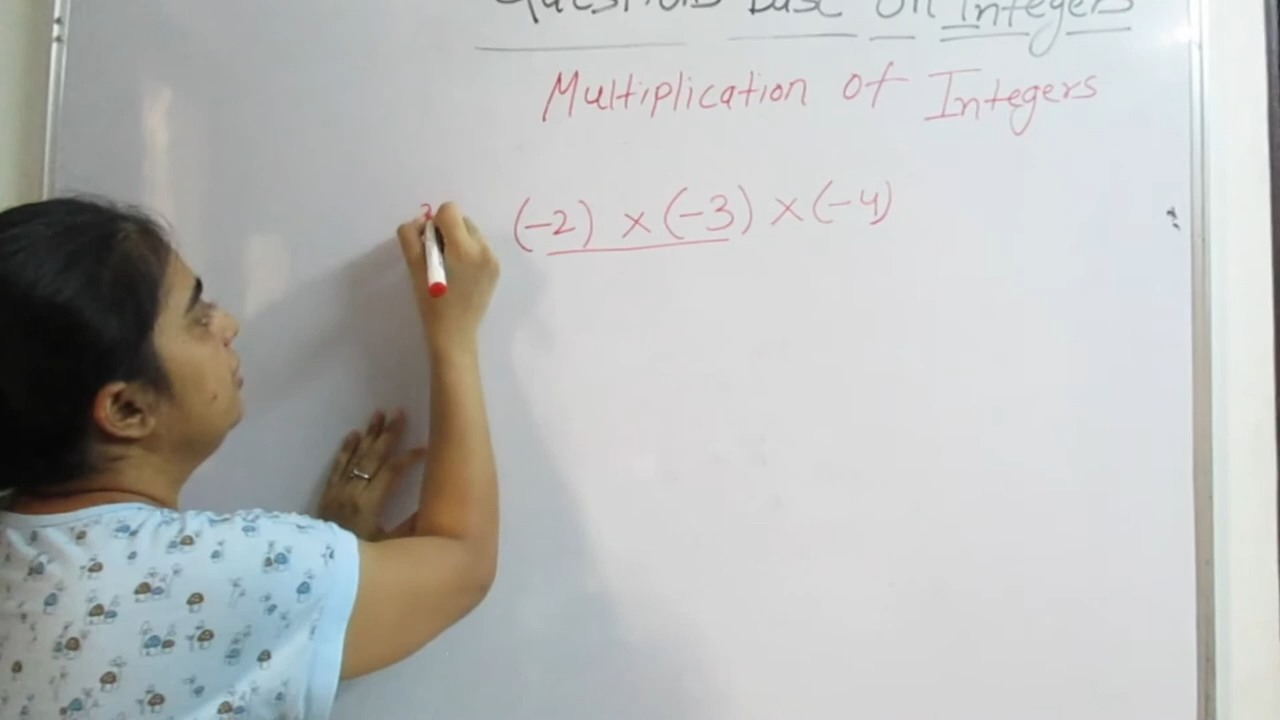 Questions Base On Integers
Multiplication of Integers
(-2) × (-3) × (-4)